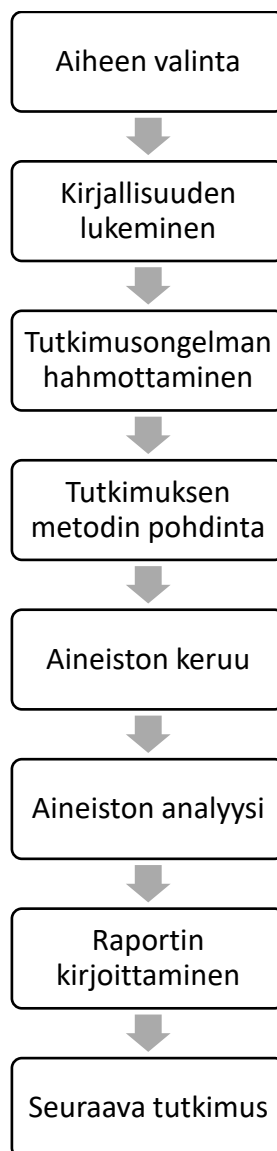 Aiheen valinta
Kirjallisuuden
lukeminen
Tutkimusongelman
hahmottaminen
Tutkimuksen
metodin pohdinta
Aineiston keruu
Aineiston analyysi
Raportin
kirjoittaminen
Seuraava tutkimus